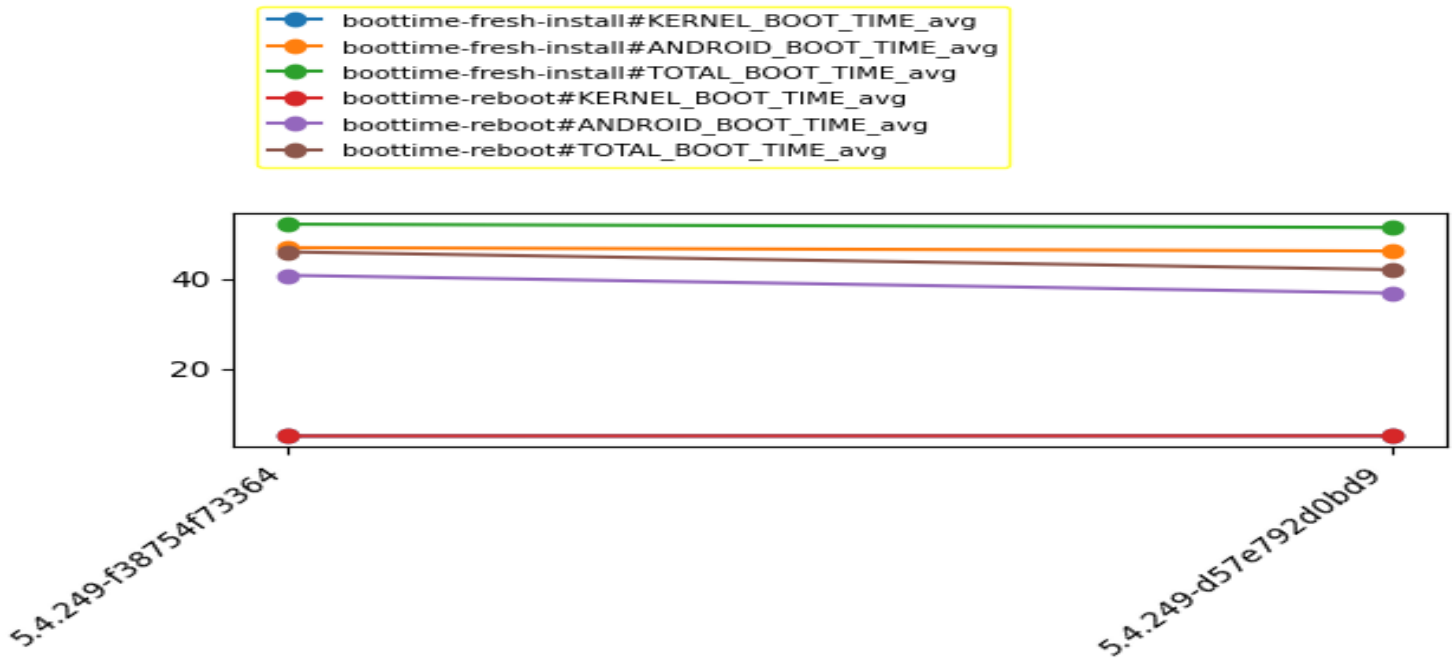 boottime-fresh-install#KERNEL_BOOT_TIME_avg
boottime-fresh-install#ANDROID_BOOT_TIME_avg
boottime-fresh-install#TOTAL_BOOT_TIME_avg
boottime-reboot#KERNEL_BOOT_TIME_avg
boottime-reboot#ANDROID_BOOT_TIME_avg
boottime-reboot#TOTAL_BOOT_TIME_avg
40
20
5.4.249-f38754f73364
5.4.249-d57e792d0bd9